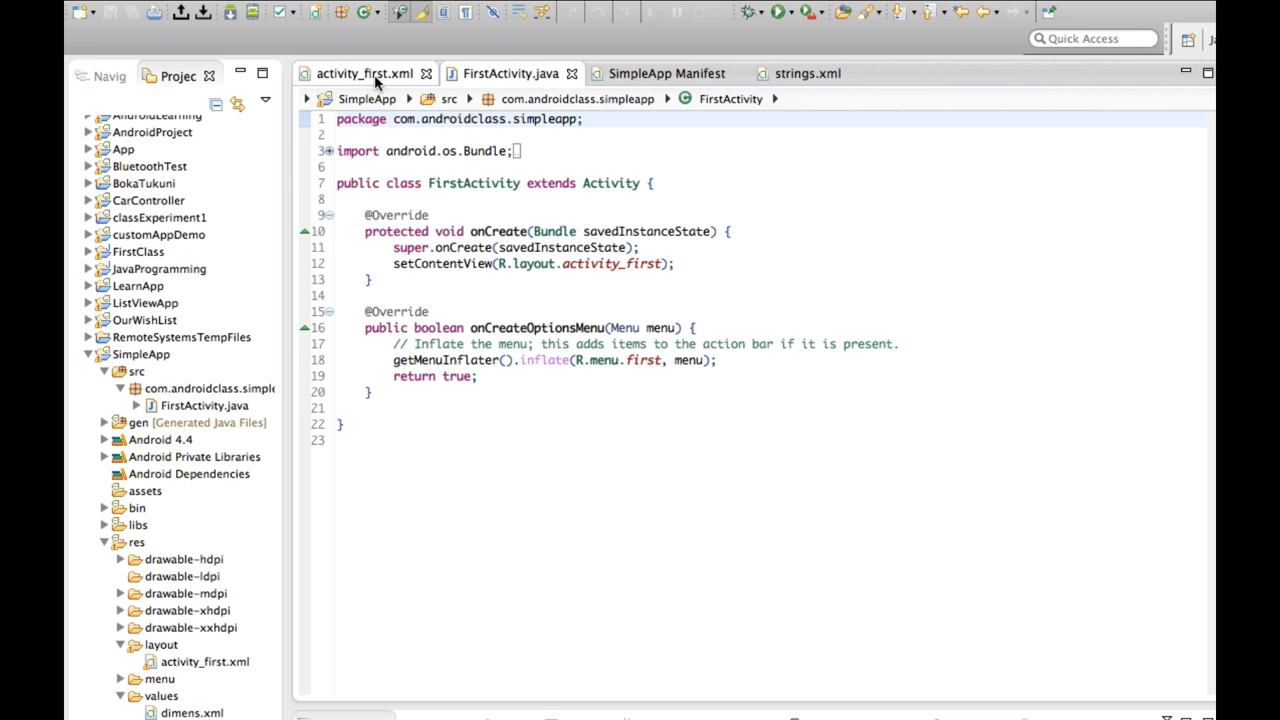 Quick Access
Navig
Projec
activity_first.xml
FirstActivity.java
SimpleApp Manifest
strings.xml
SimpleApp
src
com.androidclass.simpleapp
FirstActivity
AndroidLearning
AndroidProject
App
BluetoothTest
BokaTukuni
CarController
classExperiment1
customAppDemo
FirstClass
JavaProgramming
LearnApp
ListViewApp
OurWishList
RemoteSystemsTempFiles
SimpleApp
src
com.androidclass.simple
FirstActivity.java
gen [Generated Java Files]
Android 4.4
Android Private Libraries
Android Dependencies
assets
bin
libs
res
drawable-hdpi
drawable-ldpi
drawable-mdpi
drawable-xhdpi
drawable-xxhdpi
layout
activity_first.xml
menu
values
dimens.xml
1 package com.androidclass.simpleapp;
2
3 import android.os.Bundle;
6
7 public class FirstActivity extends Activity {
8
9 @Override
10 protected void onCreate(Bundle savedInstanceState) {
11 super.onCreate(savedInstanceState);
12 setContentView(R.layout.activity_first);
13 }
14
15 @Override
16 public boolean onCreateOptionsMenu(Menu menu) {
17 // Inflate the menu; this adds items to the action bar if it is present.
18 getMenuInflater().inflate(R.menu.first, menu);
19 return true;
20 }
21
22 }
23